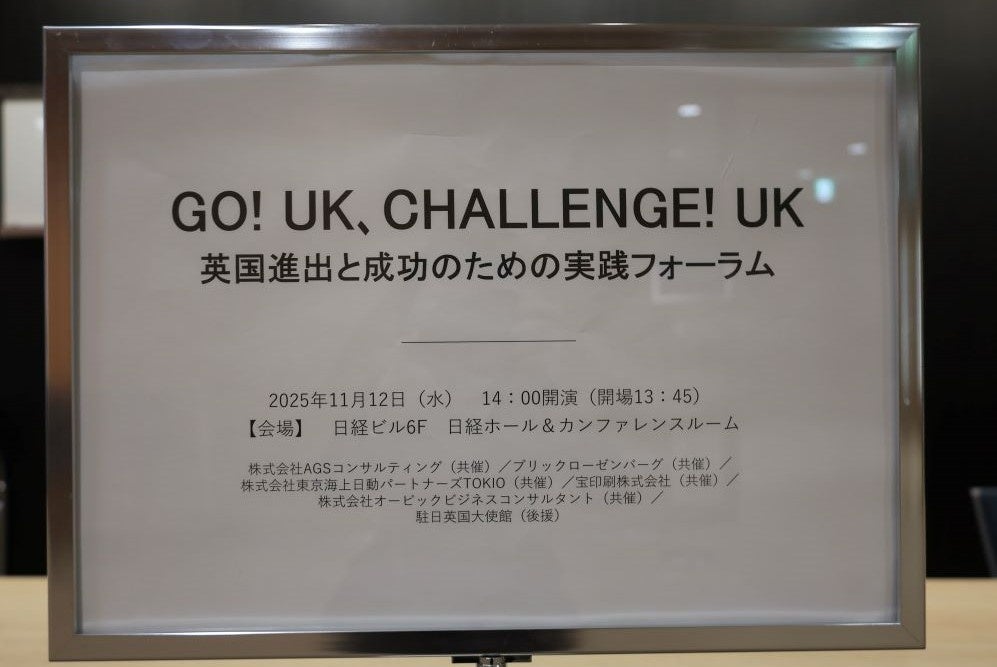 GO! UK、CHALLENGE! UK
英国進出と成功のための実践フォーラム
2025年11月12日（水）　14：00開演（開場13：45）
【会場】　日経ビル6F　日経ホール＆カンファレンスルーム
株式会社AGSコンサルティング（共催）／ブリックローゼンバーグ（共催）／
株式会社東京海上日動パートナーズTOKIO（共催）／宝印刷株式会社（共催）／
株式会社オービックビジネスコンサルタント（共催）／
駐日英国大使館（後援）